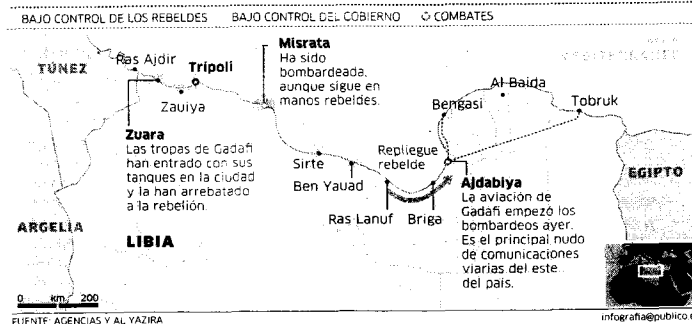 BAJO CONTROL DE LOS REBELDES BAJO CONTROL DEL GOBIERNO COMBATES
TÚNEZ
Ras Ajdir
Trípoli
Zauiya
Misrata
Ha sido
bombardeada,
aunque sigue en
manos rebeldes.
Zuara
Las tropas de Gadafi
han entrado con sus
tanques en la ciudad
y la han arrebatado
a la rebelión.
Sirte
Ben Yauad
Repliegue
rebelde
Ras Lanuf
Briga
Bengasi
Al Baida
Tobruk
Ajdabiya
La aviación de
Gadafi empezó los
bombardeos ayer.
Es el principal nudo
de comunicaciones
viarias del este
del país.
EGIPTO
ARGELIA
LIBIA
0 km. 200
FUENTE: AGENCIAS Y AL YAZIRA
infografia@publico.e